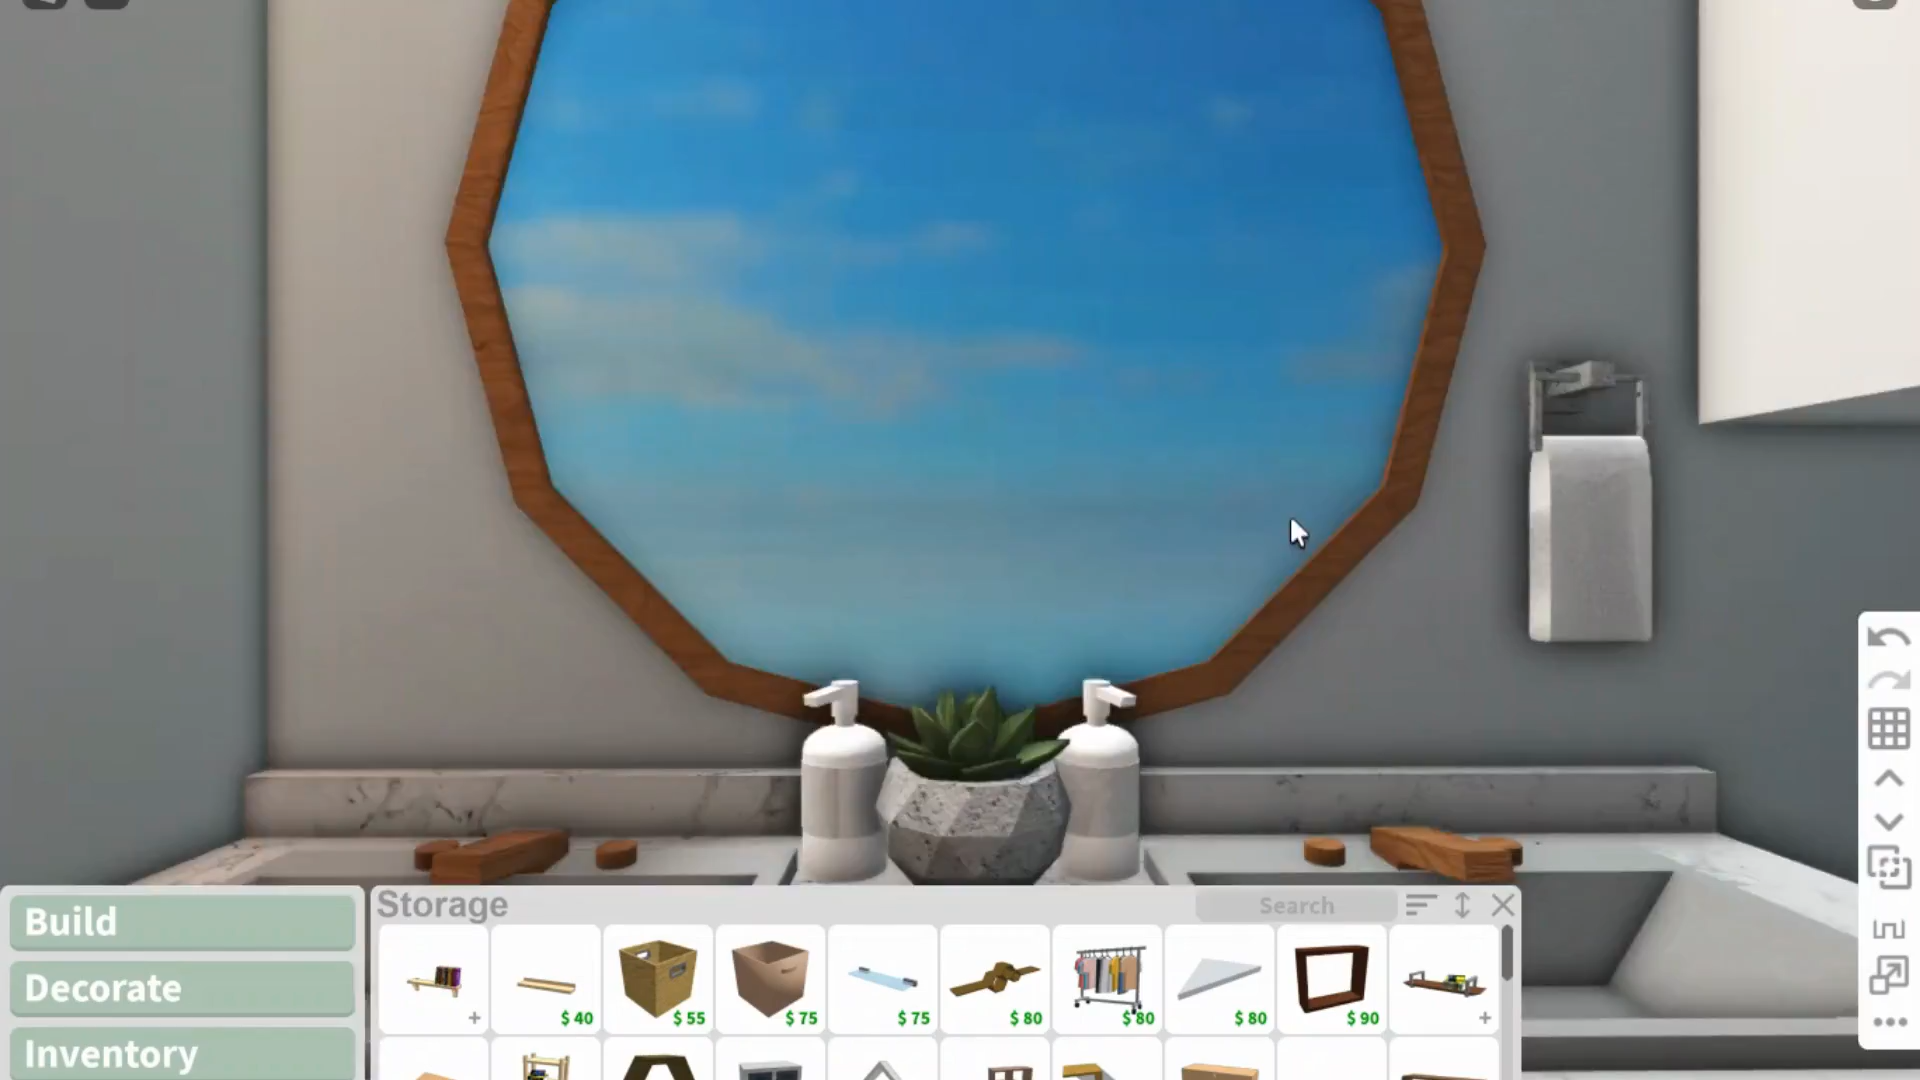 Build
Decorate
Inventory
Storage
Search
+
$ 40
$ 55
$ 75
$ 75
$ 80
$ 80
$ 80
$ 90
+